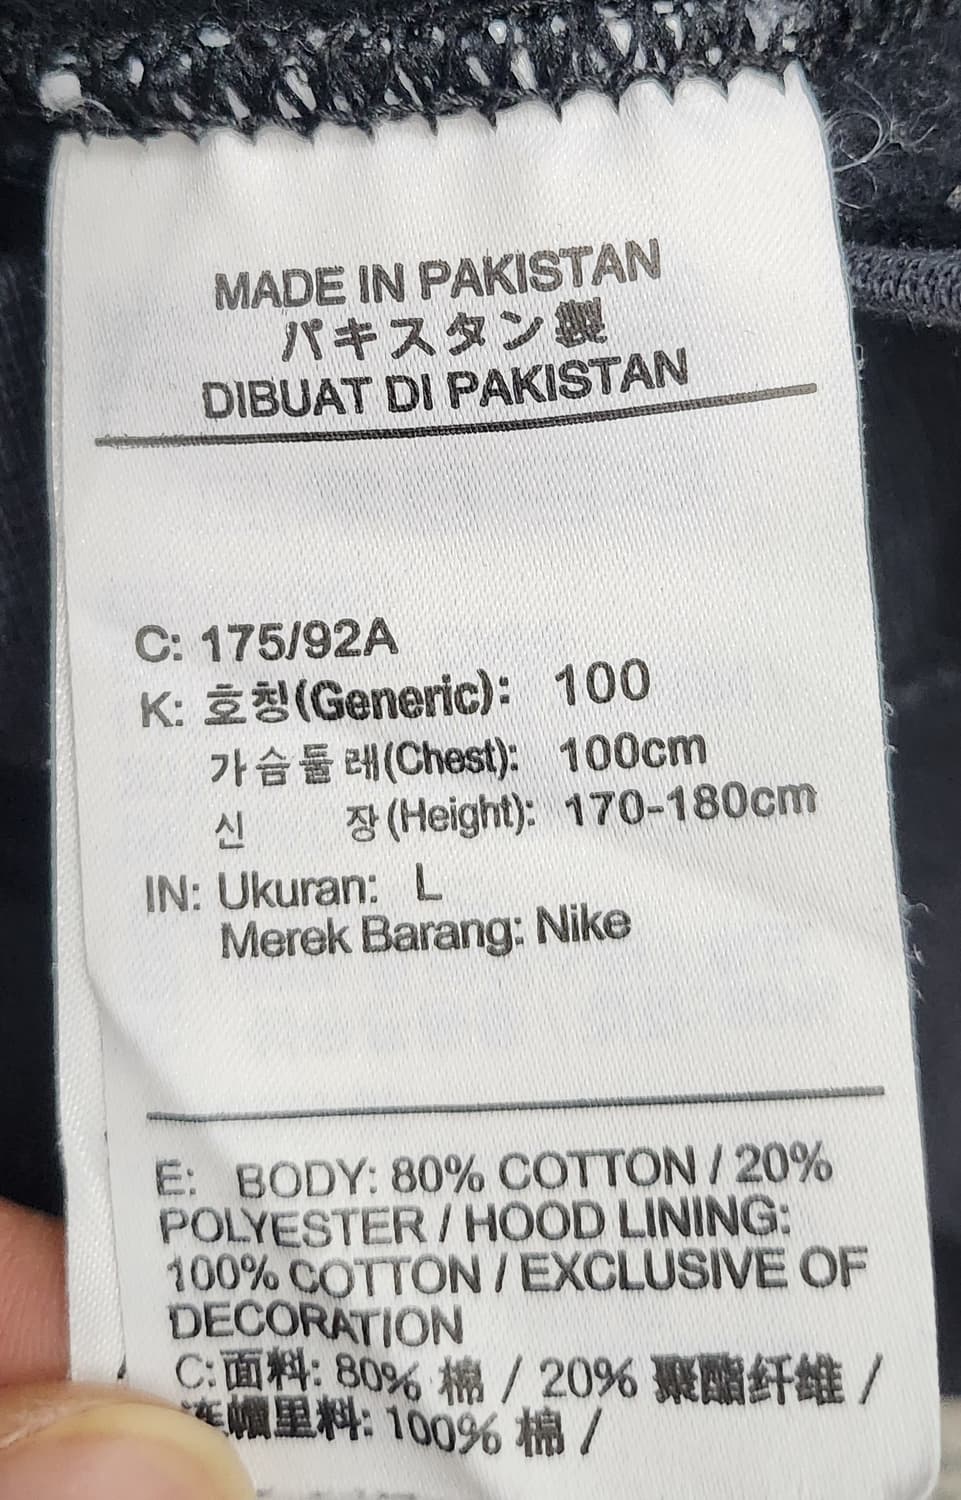 MADE IN PAKISTAN
パキスタン製
DIBUAT DI PAKISTAN
C: 175/92A
K: 호칭(Generic): 100
가슴둘레(Chest): 100cm
신 장(Height): 170-180cm
IN: Ukuran: L
Merek Barang: Nike
E: BODY: 80% COTTON / 20%
POLYESTER / HOOD LINING:
100% COTTON / EXCLUSIVE OF
DECORATION
C: 面料: 80% 棉 / 20% 聚酯纤维 /
连帽里料: 100% 棉 /